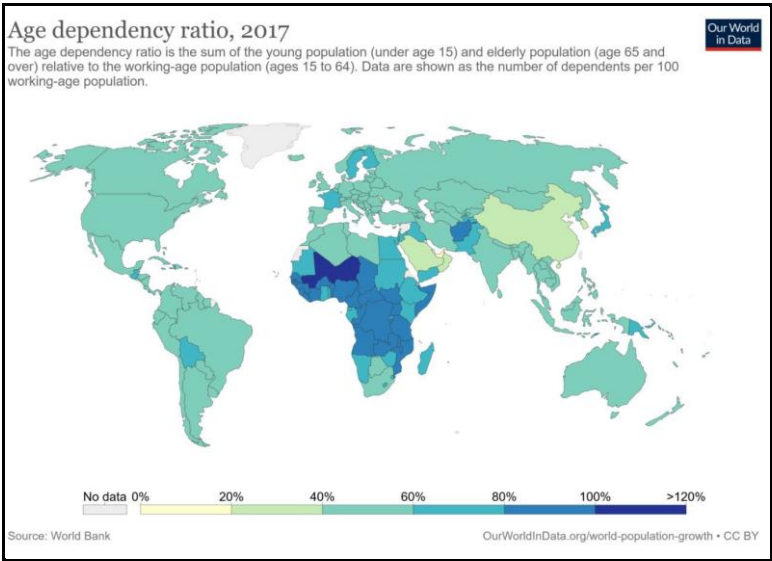 Age dependency ratio, 2017
Our World
in Data
The age dependency ratio is the sum of the young population (under age 15) and elderly population (age 65 and
over) relative to the working-age population (ages 15 to 64). Data are shown as the number of dependents per 100
working-age population.
No data 0% 20% 40% 60% 80% 100% >120%
Source: World Bank
OurWorldInData.org/world-population-growth • CC BY